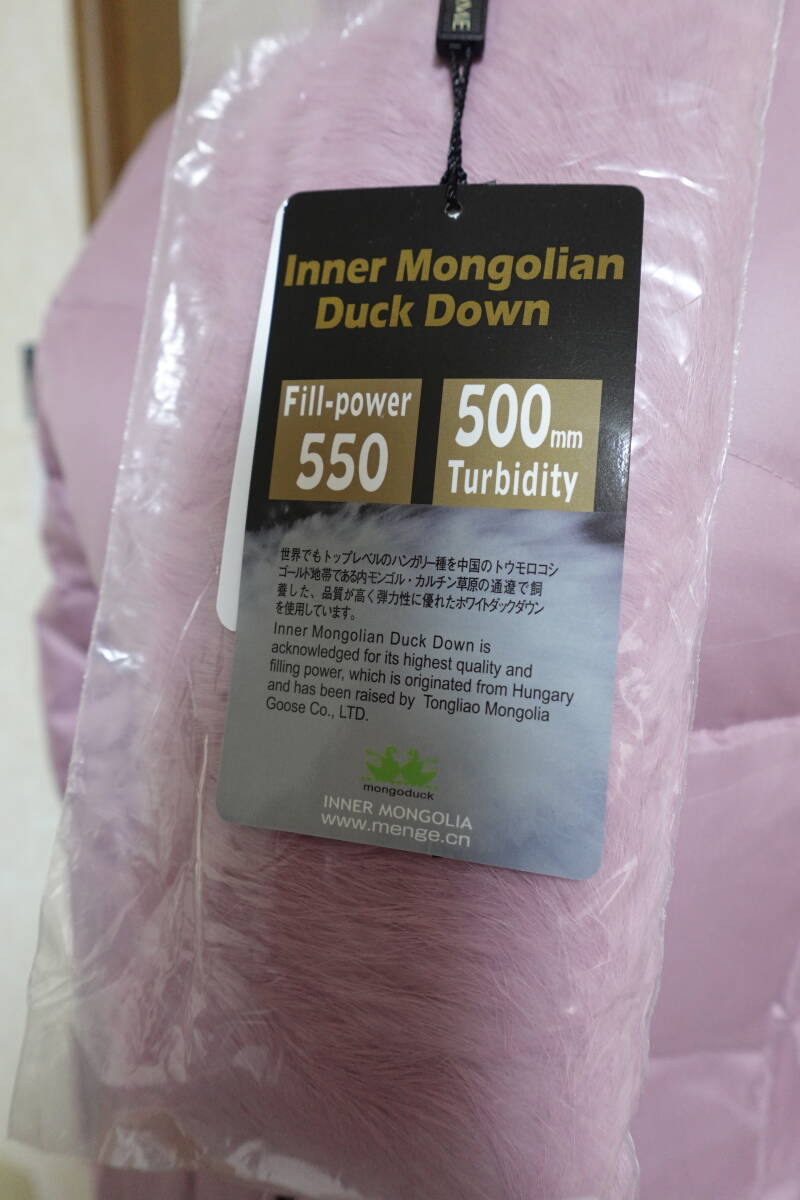 ME
Inner Mongolian
Duck Down
Fill-power
550
500mm
Turbidity
世界でもトップレベルのハンガリー種を中国のトウモロコシ
ゴールド地帯である内モンゴル・カルチン草原の通遼で飼
養した、品質が高く弾力性に優れたホワイトダックダウン
を使用しています。
Inner Mongolian Duck Down is
acknowledged for its highest quality and
filling power, which is originated from Hungary
and has been raised by Tongliao Mongolia
Goose Co., LTD.
mongoduck
INNER MONGOLIA
www.menge.cn